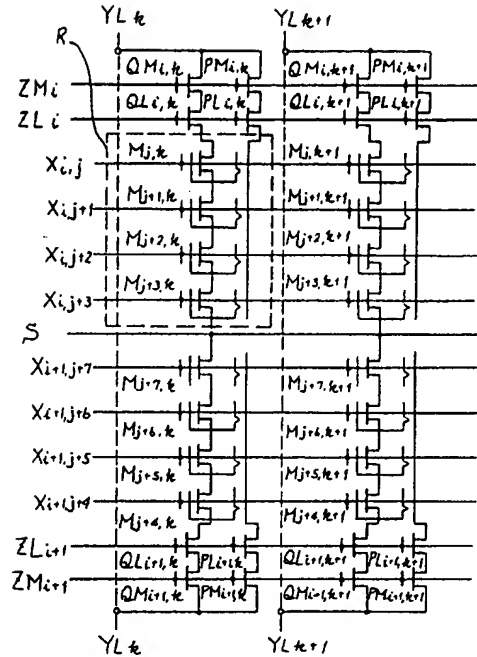 YLk YLk+1
R
QMi,k PMi,k QMi,k+1 PMi,k+1
ZMi
QLi,k PLi,k QLi,k+1 PLi,k+1
ZLi
Xi,j Mj,k Mj,k+1
Xi,j+1 Mj+1,k Mj+1,k+1
Xi,j+2 Mj+2,k Mj+2,k+1
Xi,j+3 Mj+3,k Mj+3,k+1
S
Xi+1,j+7
Mj+7,k Mj+7,k+1
Xi+1,j+6
Mj+6,k Mj+6,k+1
Xi+1,j+5
Mj+5,k Mj+5,k+1
Xi+1,j+4
Mj+4,k Mj+4,k+1
ZLi+1
QLi+1,k PLi+1,k QLi+1,k+1 PLi+1,k+1
ZMi+1
QMi+1,k PMi+1,k QMi+1,k+1 PMi+1,k+1
YLk YLk+1